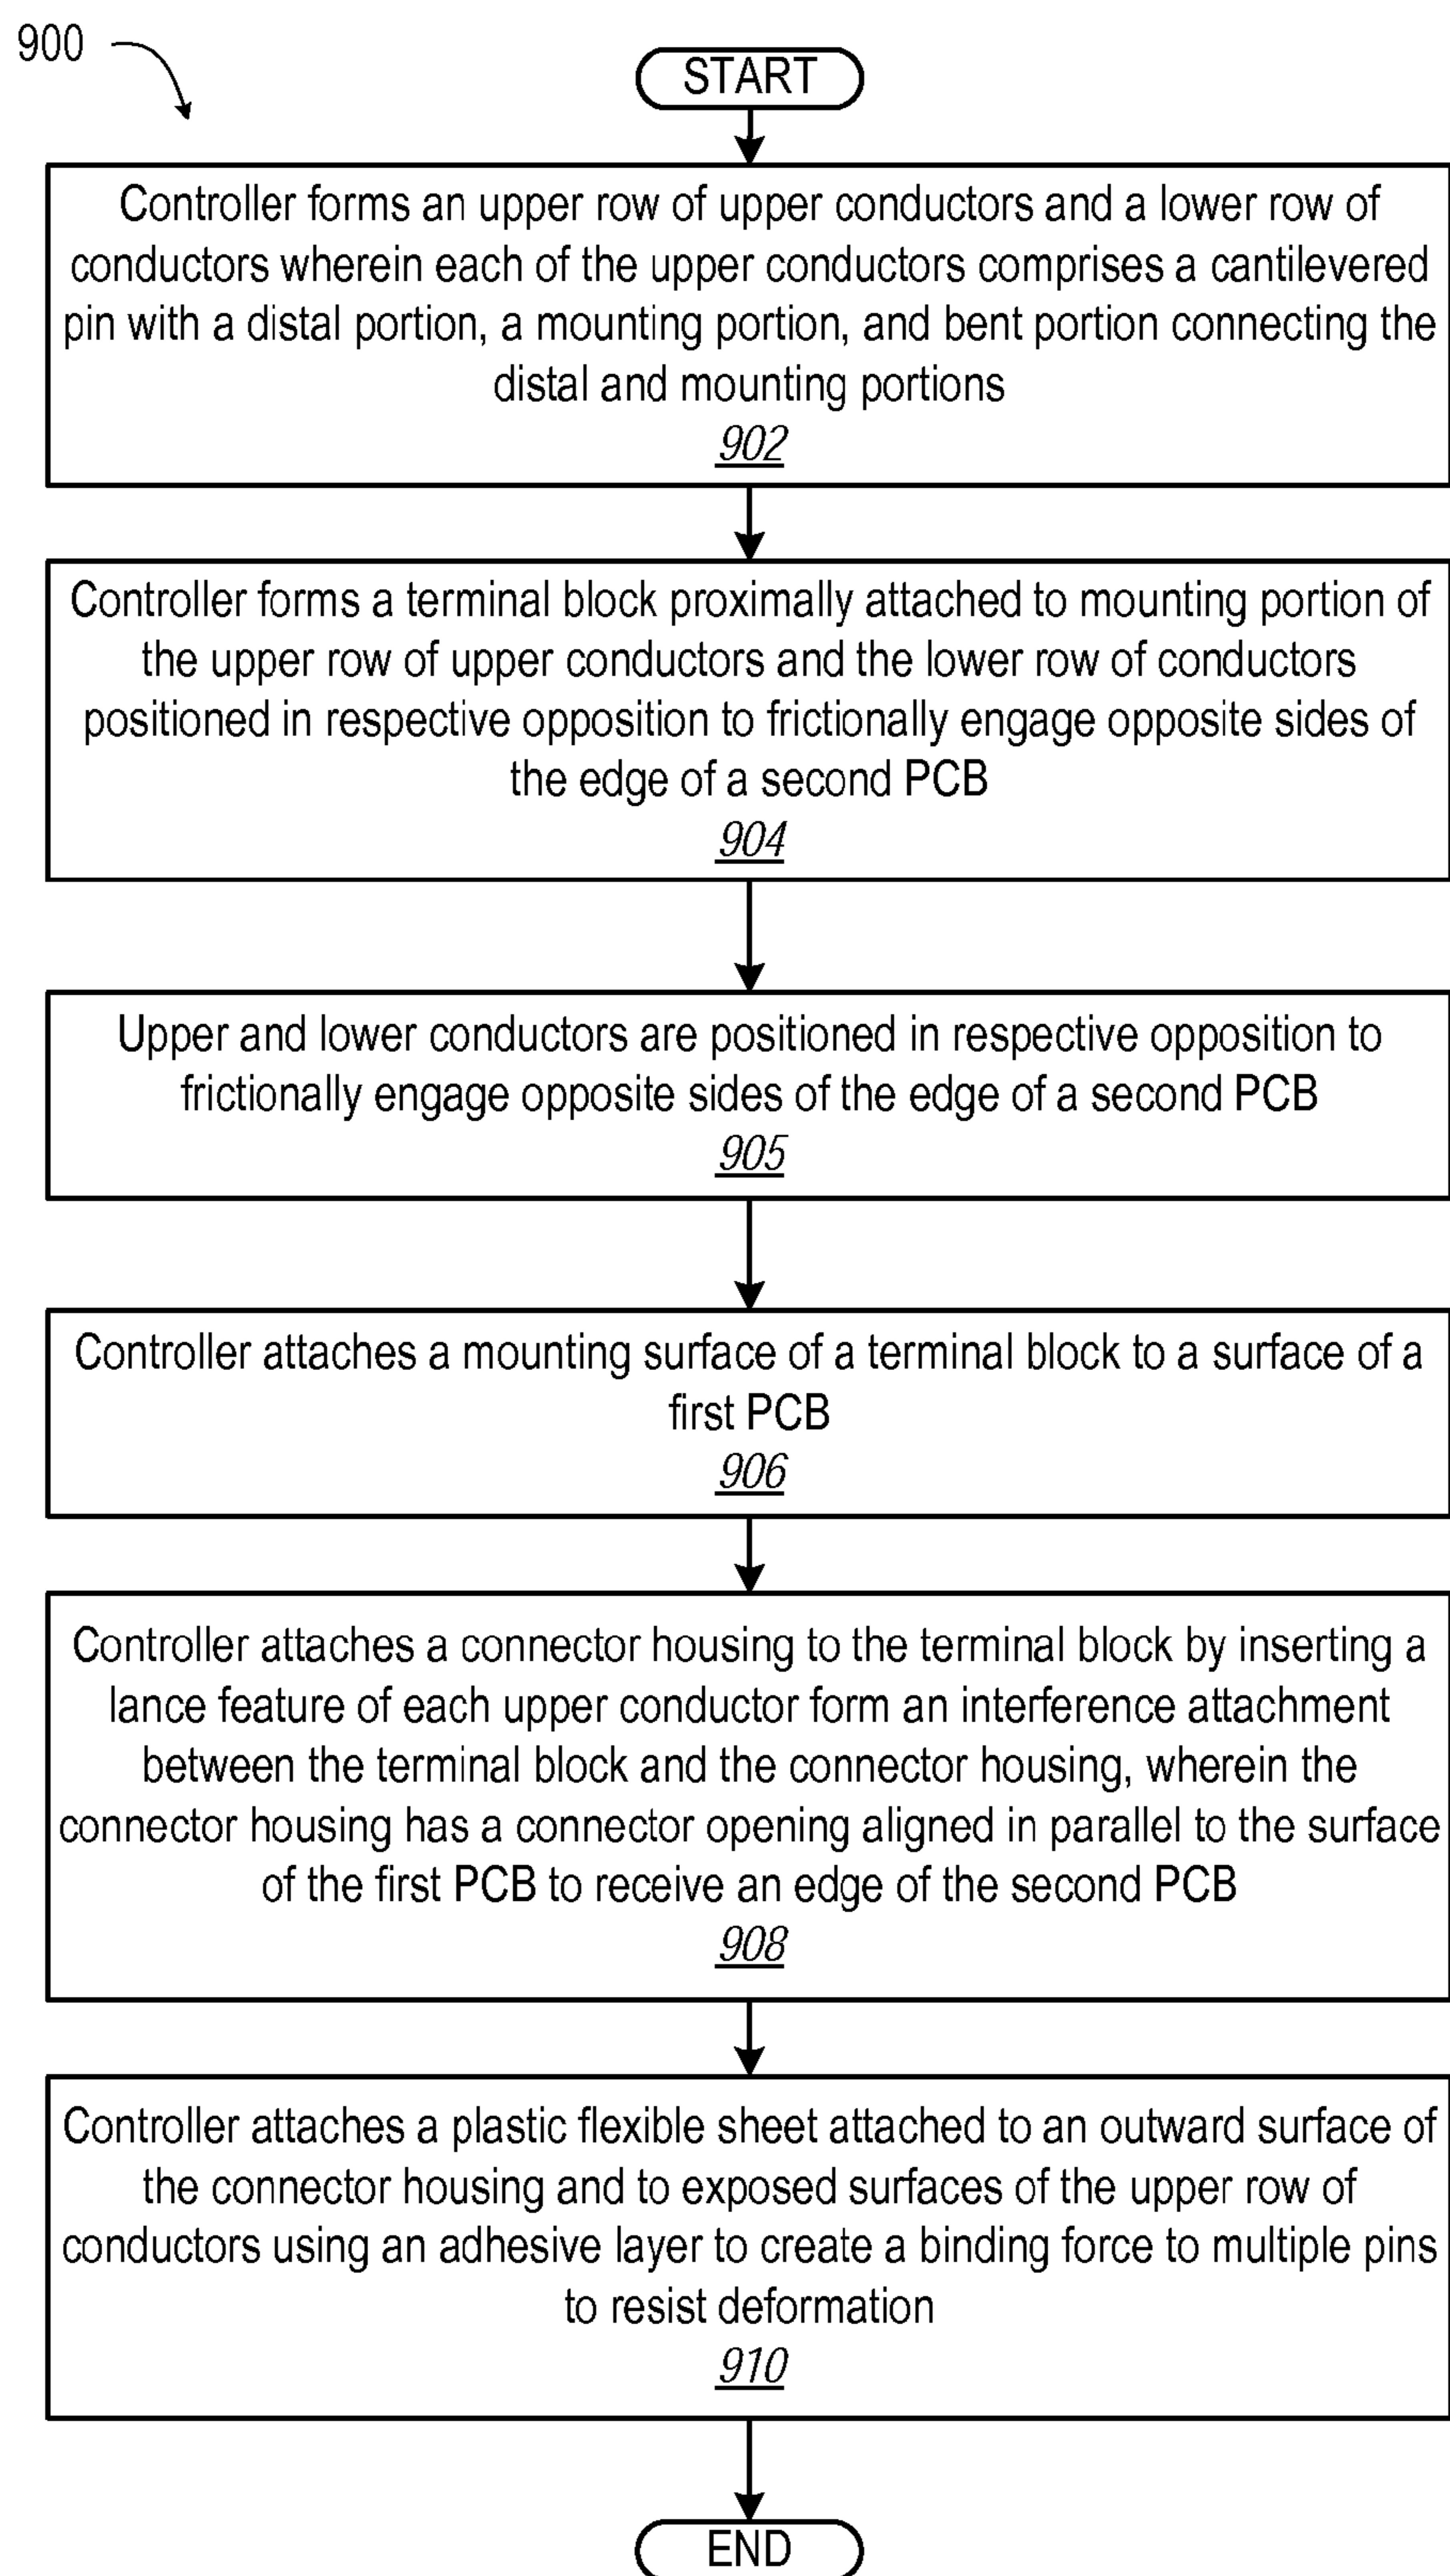 900
START
Controller forms an upper row of upper conductors and a lower row of
conductors wherein each of the upper conductors comprises a cantilevered
pin with a distal portion, a mounting portion, and bent portion connecting the
distal and mounting portions
902
Controller forms a terminal block proximally attached to mounting portion of
the upper row of upper conductors and the lower row of conductors
positioned in respective opposition to frictionally engage opposite sides of
the edge of a second PCB
904
Upper and lower conductors are positioned in respective opposition to
frictionally engage opposite sides of the edge of a second PCB
905
Controller attaches a mounting surface of a terminal block to a surface of a
first PCB
906
Controller attaches a connector housing to the terminal block by inserting a
lance feature of each upper conductor form an interference attachment
between the terminal block and the connector housing, wherein the
connector housing has a connector opening aligned in parallel to the surface
of the first PCB to receive an edge of the second PCB
908
Controller attaches a plastic flexible sheet attached to an outward surface of
the connector housing and to exposed surfaces of the upper row of
conductors using an adhesive layer to create a binding force to multiple pins
to resist deformation
910
END